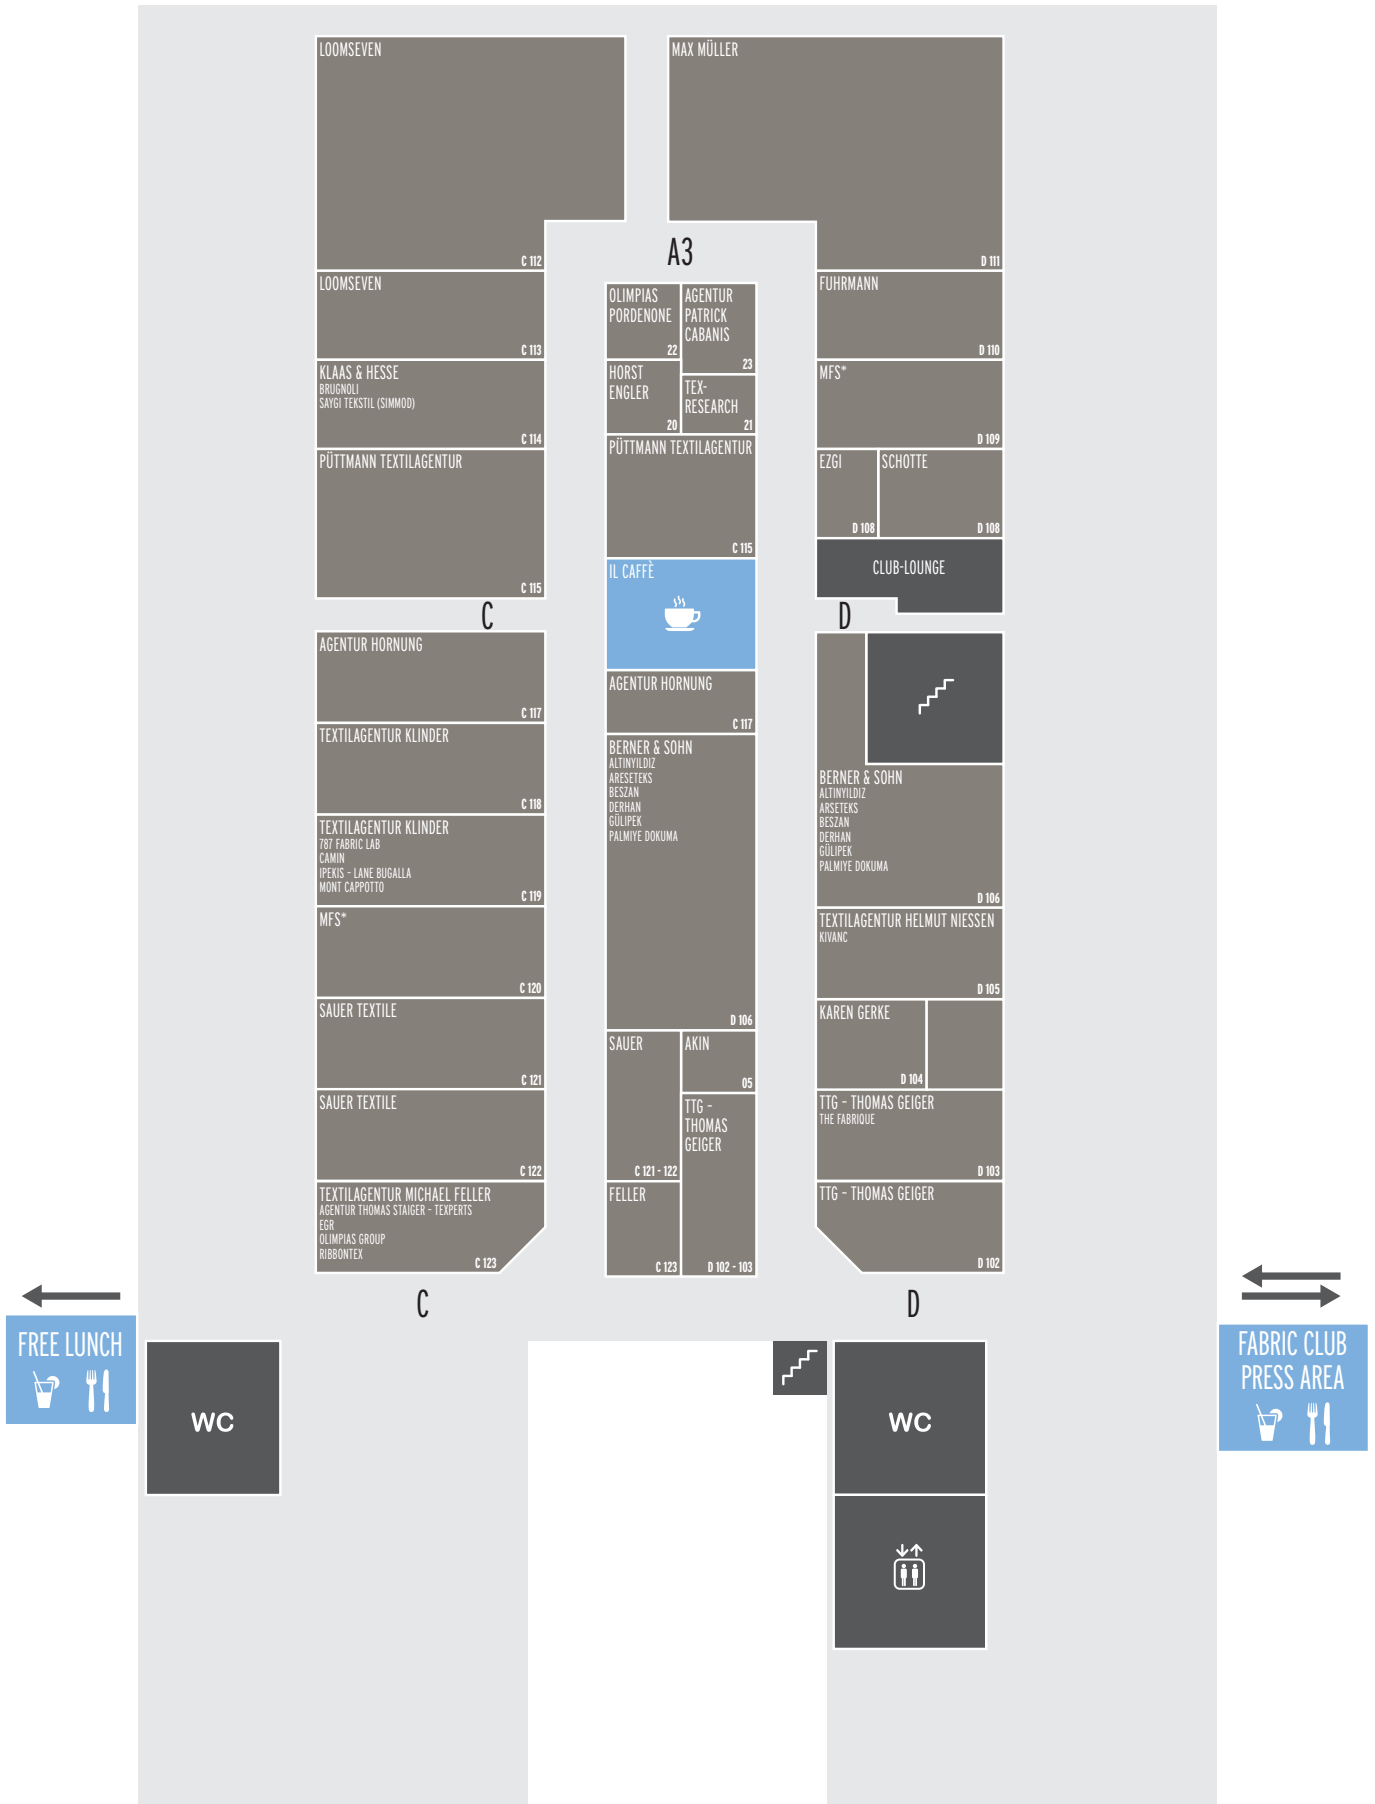 LOOMSEVEN
C 112
LOOMSEVEN
C 113
KLAAS & HESSE
BRUGNOLI
SAYGI TEKSTIL (SIMMOD)
C 114
PÜTTMANN TEXTILAGENTUR
C 115
C
AGENTUR HORNUNG
C 117
TEXTILAGENTUR KLINDER
C 118
TEXTILAGENTUR KLINDER
787 FABRIC LAB
CAMIN
IPEKIS - LANE BUGALLA
MONT CAPPOTTO
C 119
MFS*
C 120
SAUER TEXTILE
C 121
SAUER TEXTILE
C 122
TEXTILAGENTUR MICHAEL FELLER
AGENTUR THOMAS STAIGER - TEXPERTS
EGR
OLIMPIAS GROUP
RIBBONTEX
C 123
C
A3
OLIMPIAS
PORDENONE
22
AGENTUR
PATRICK
CABANIS
23
HORST
ENGLER
20
TEX-
RESEARCH
21
PÜTTMANN TEXTILAGENTUR
C 115
IL CAFFÈ
AGENTUR HORNUNG
C 117
BERNER & SOHN
ALTINYILDIZ
ARESETEKS
BESZAN
DERHAN
GÜLIPEK
PALMIYE DOKUMA
D 106
SAUER
C 121 - 122
AKIN
05
TTG -
THOMAS
GEIGER
D 102 - 103
FELLER
C 123
MAX MÜLLER
D 111
FUHRMANN
D 110
MFS*
D 109
EZGI
D 108
SCHOTTE
D 108
CLUB-LOUNGE
D
BERNER & SOHN
ALTINYILDIZ
ARSETEKS
BESZAN
DERHAN
GÜLIPEK
PALMIYE DOKUMA
D 106
TEXTILAGENTUR HELMUT NIESSEN
KIVANC
D 105
KAREN GERKE
D 104
TTG - THOMAS GEIGER
THE FABRIQUE
D 103
TTG - THOMAS GEIGER
D 102
D
FREE LUNCH
WC
WC
FABRIC CLUB
PRESS AREA